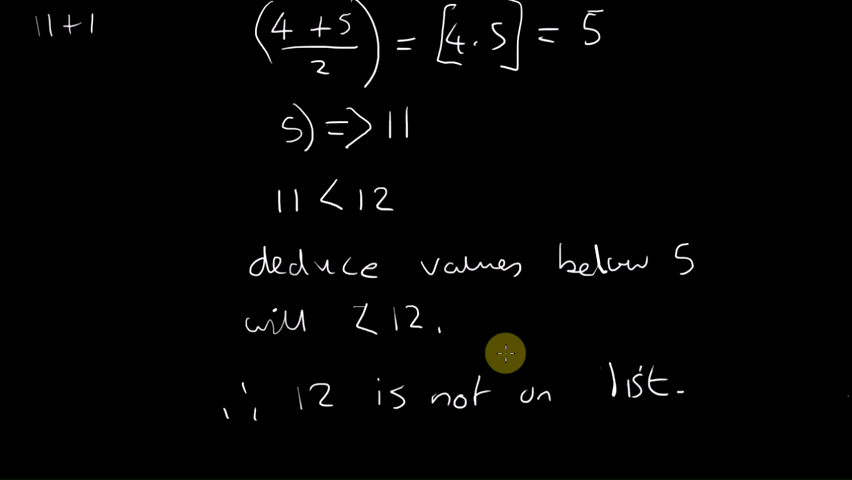 11+1
(4+5/2) = [4.5] = 5
5) => 11
11 < 12
deduce values below 5
will < 12.
∴ 12 is not on list.